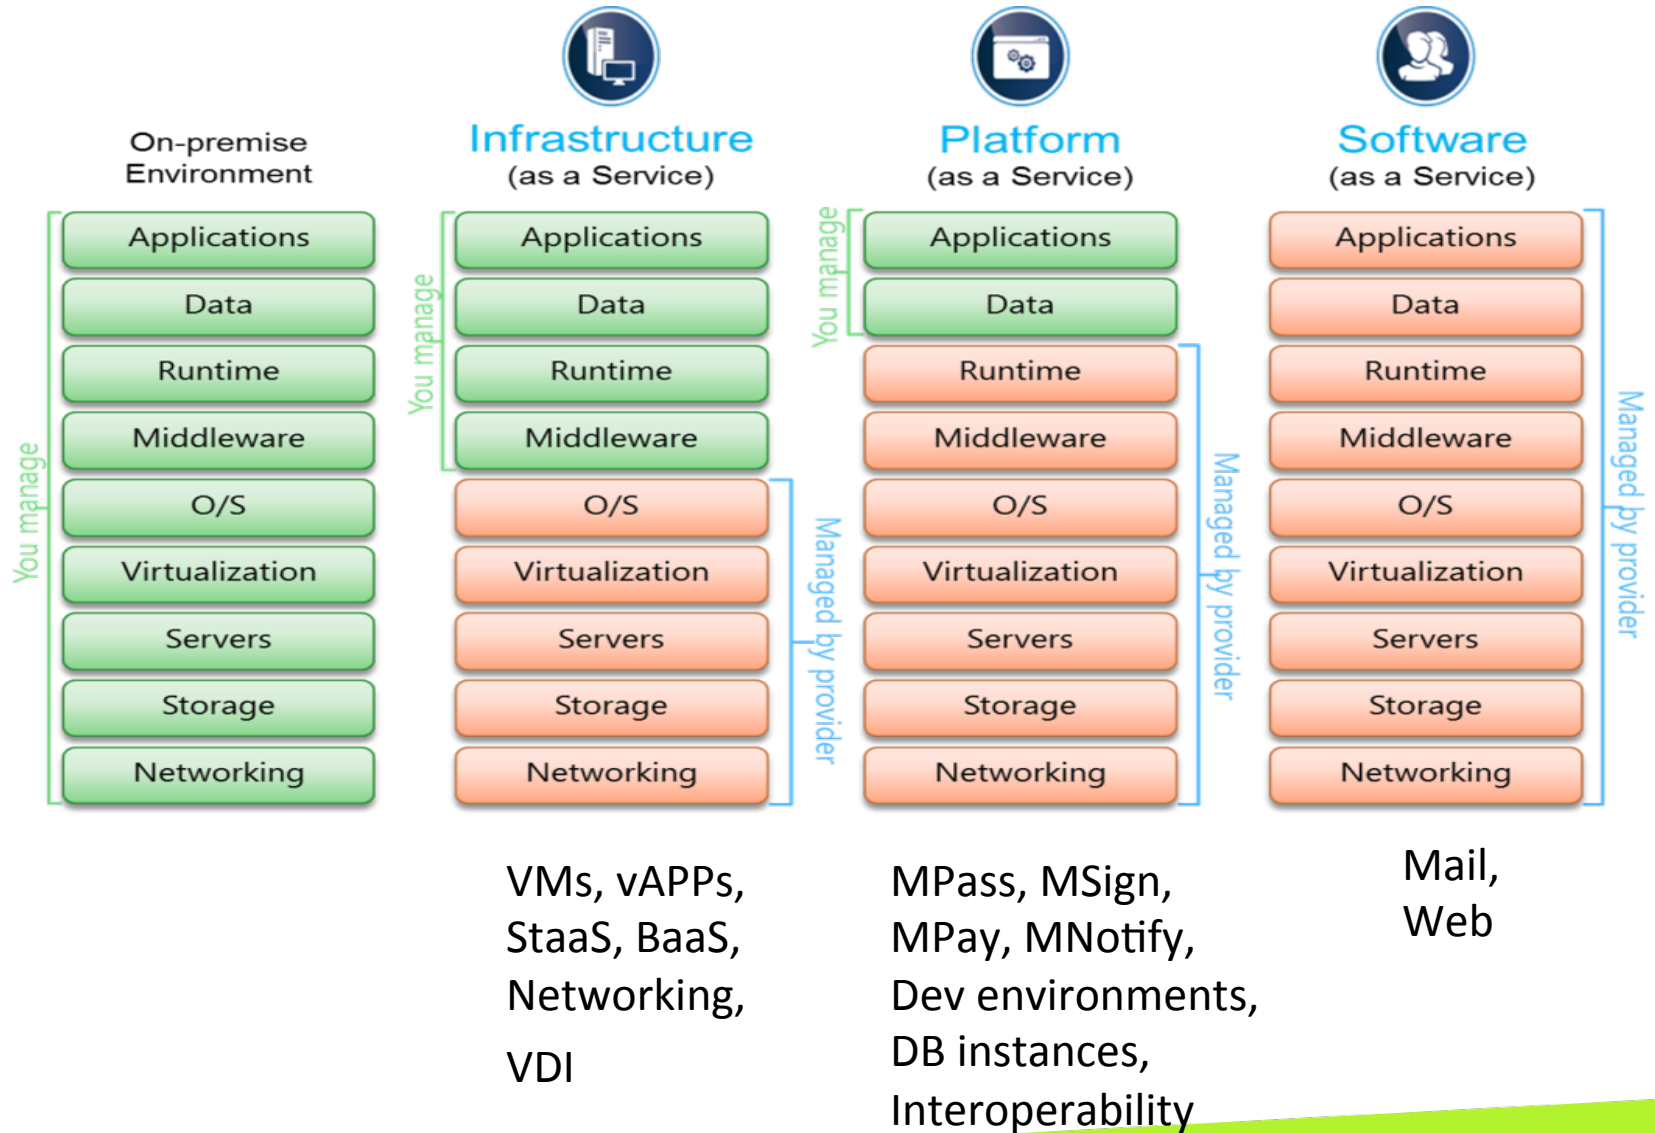 On-premise
Environment
You manage
Applications
Data
Runtime
Middleware
O/S
Virtualization
Servers
Storage
Networking
Infrastructure
(as a Service)
You manage
Applications
Data
Runtime
Middleware
O/S
Virtualization
Servers
Storage
Networking
Managed by provider
VMs, vAPPs,
StaaS, BaaS,
Networking,
VDI
Platform
(as a Service)
You manage
Applications
Data
Runtime
Middleware
O/S
Virtualization
Servers
Storage
Networking
Managed by provider
MPass, MSign,
MPay, MNotify,
Dev environments,
DB instances,
Interoperability
Software
(as a Service)
Applications
Data
Runtime
Middleware
O/S
Virtualization
Servers
Storage
Networking
Managed by provider
Mail,
Web